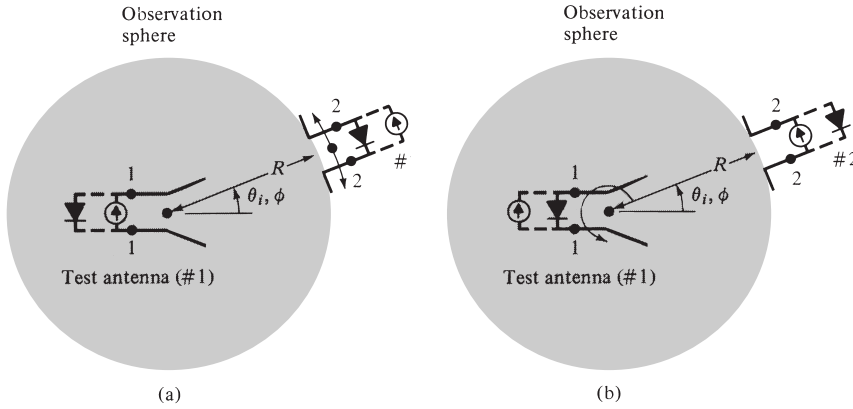 Observation
sphere
2
#
R
1
2
θi, ϕ
1
Test antenna (#1)
(a)
Observation
sphere
2
R
#2
1
2
θi, ϕ
1
Test antenna (#1)
(b)